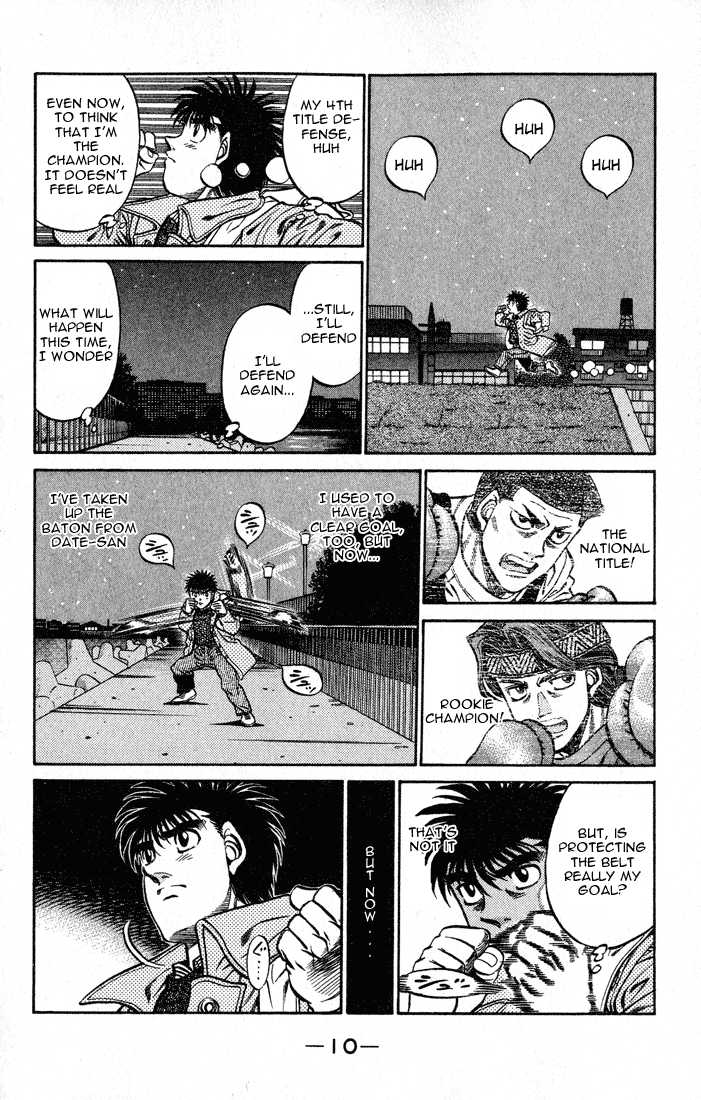 HUH
HUH
HUH
MY 4TH
TITLE DE-
FENSE,
HUH
EVEN NOW,
TO THINK
THAT I'M
THE
CHAMPION.
IT DOESN'T
FEEL REAL
...STILL,
I'LL
DEFEND
I'LL
DEFEND
AGAIN...
WHAT WILL
HAPPEN
THIS TIME,
I WONDER
THE
NATIONAL
TITLE!
ROOKIE
CHAMPION!
I USED TO
HAVE A
CLEAR GOAL,
TOO, BUT
NOW...
I'VE TAKEN
UP THE
BATON FROM
DATE-SAN
BUT, IS
PROTECTING
THE BELT
REALLY MY
GOAL?
THAT'S
NOT IT
BUT NOW...
...
—10—